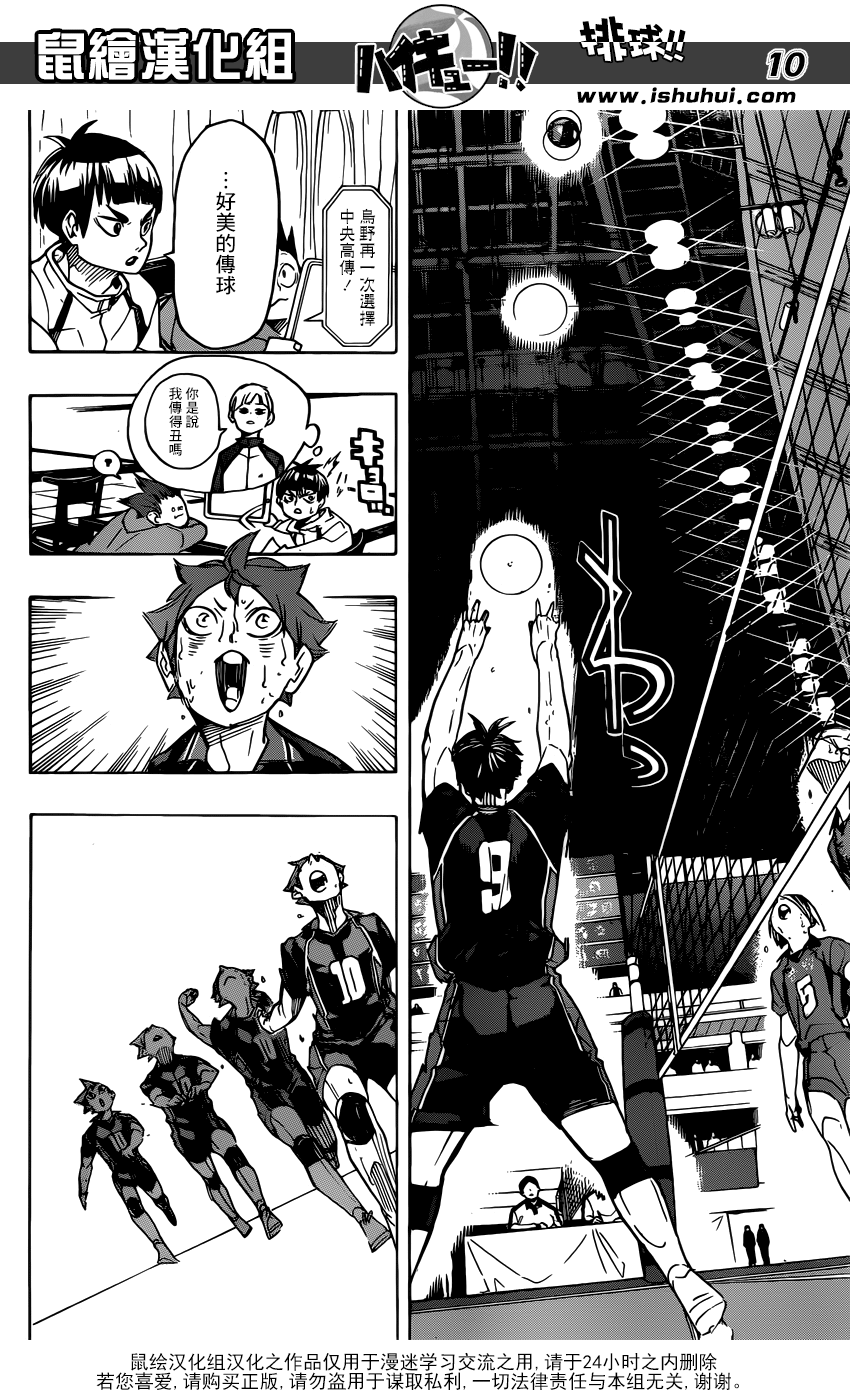 鼠繪漢化組
ハイキュー!!
排球!!
10
www.ishuhui.com
9
6
烏野再一次選擇
中央高傳！
…好美的傳球
你是說
我傳得丑嗎
?
10
10
10
鼠绘汉化组汉化之作品仅用于漫迷学习交流之用, 请于24小时之内删除
若您喜爱, 请购买正版, 请勿盗用于谋取私利, 一切法律责任与本组无关, 谢谢。